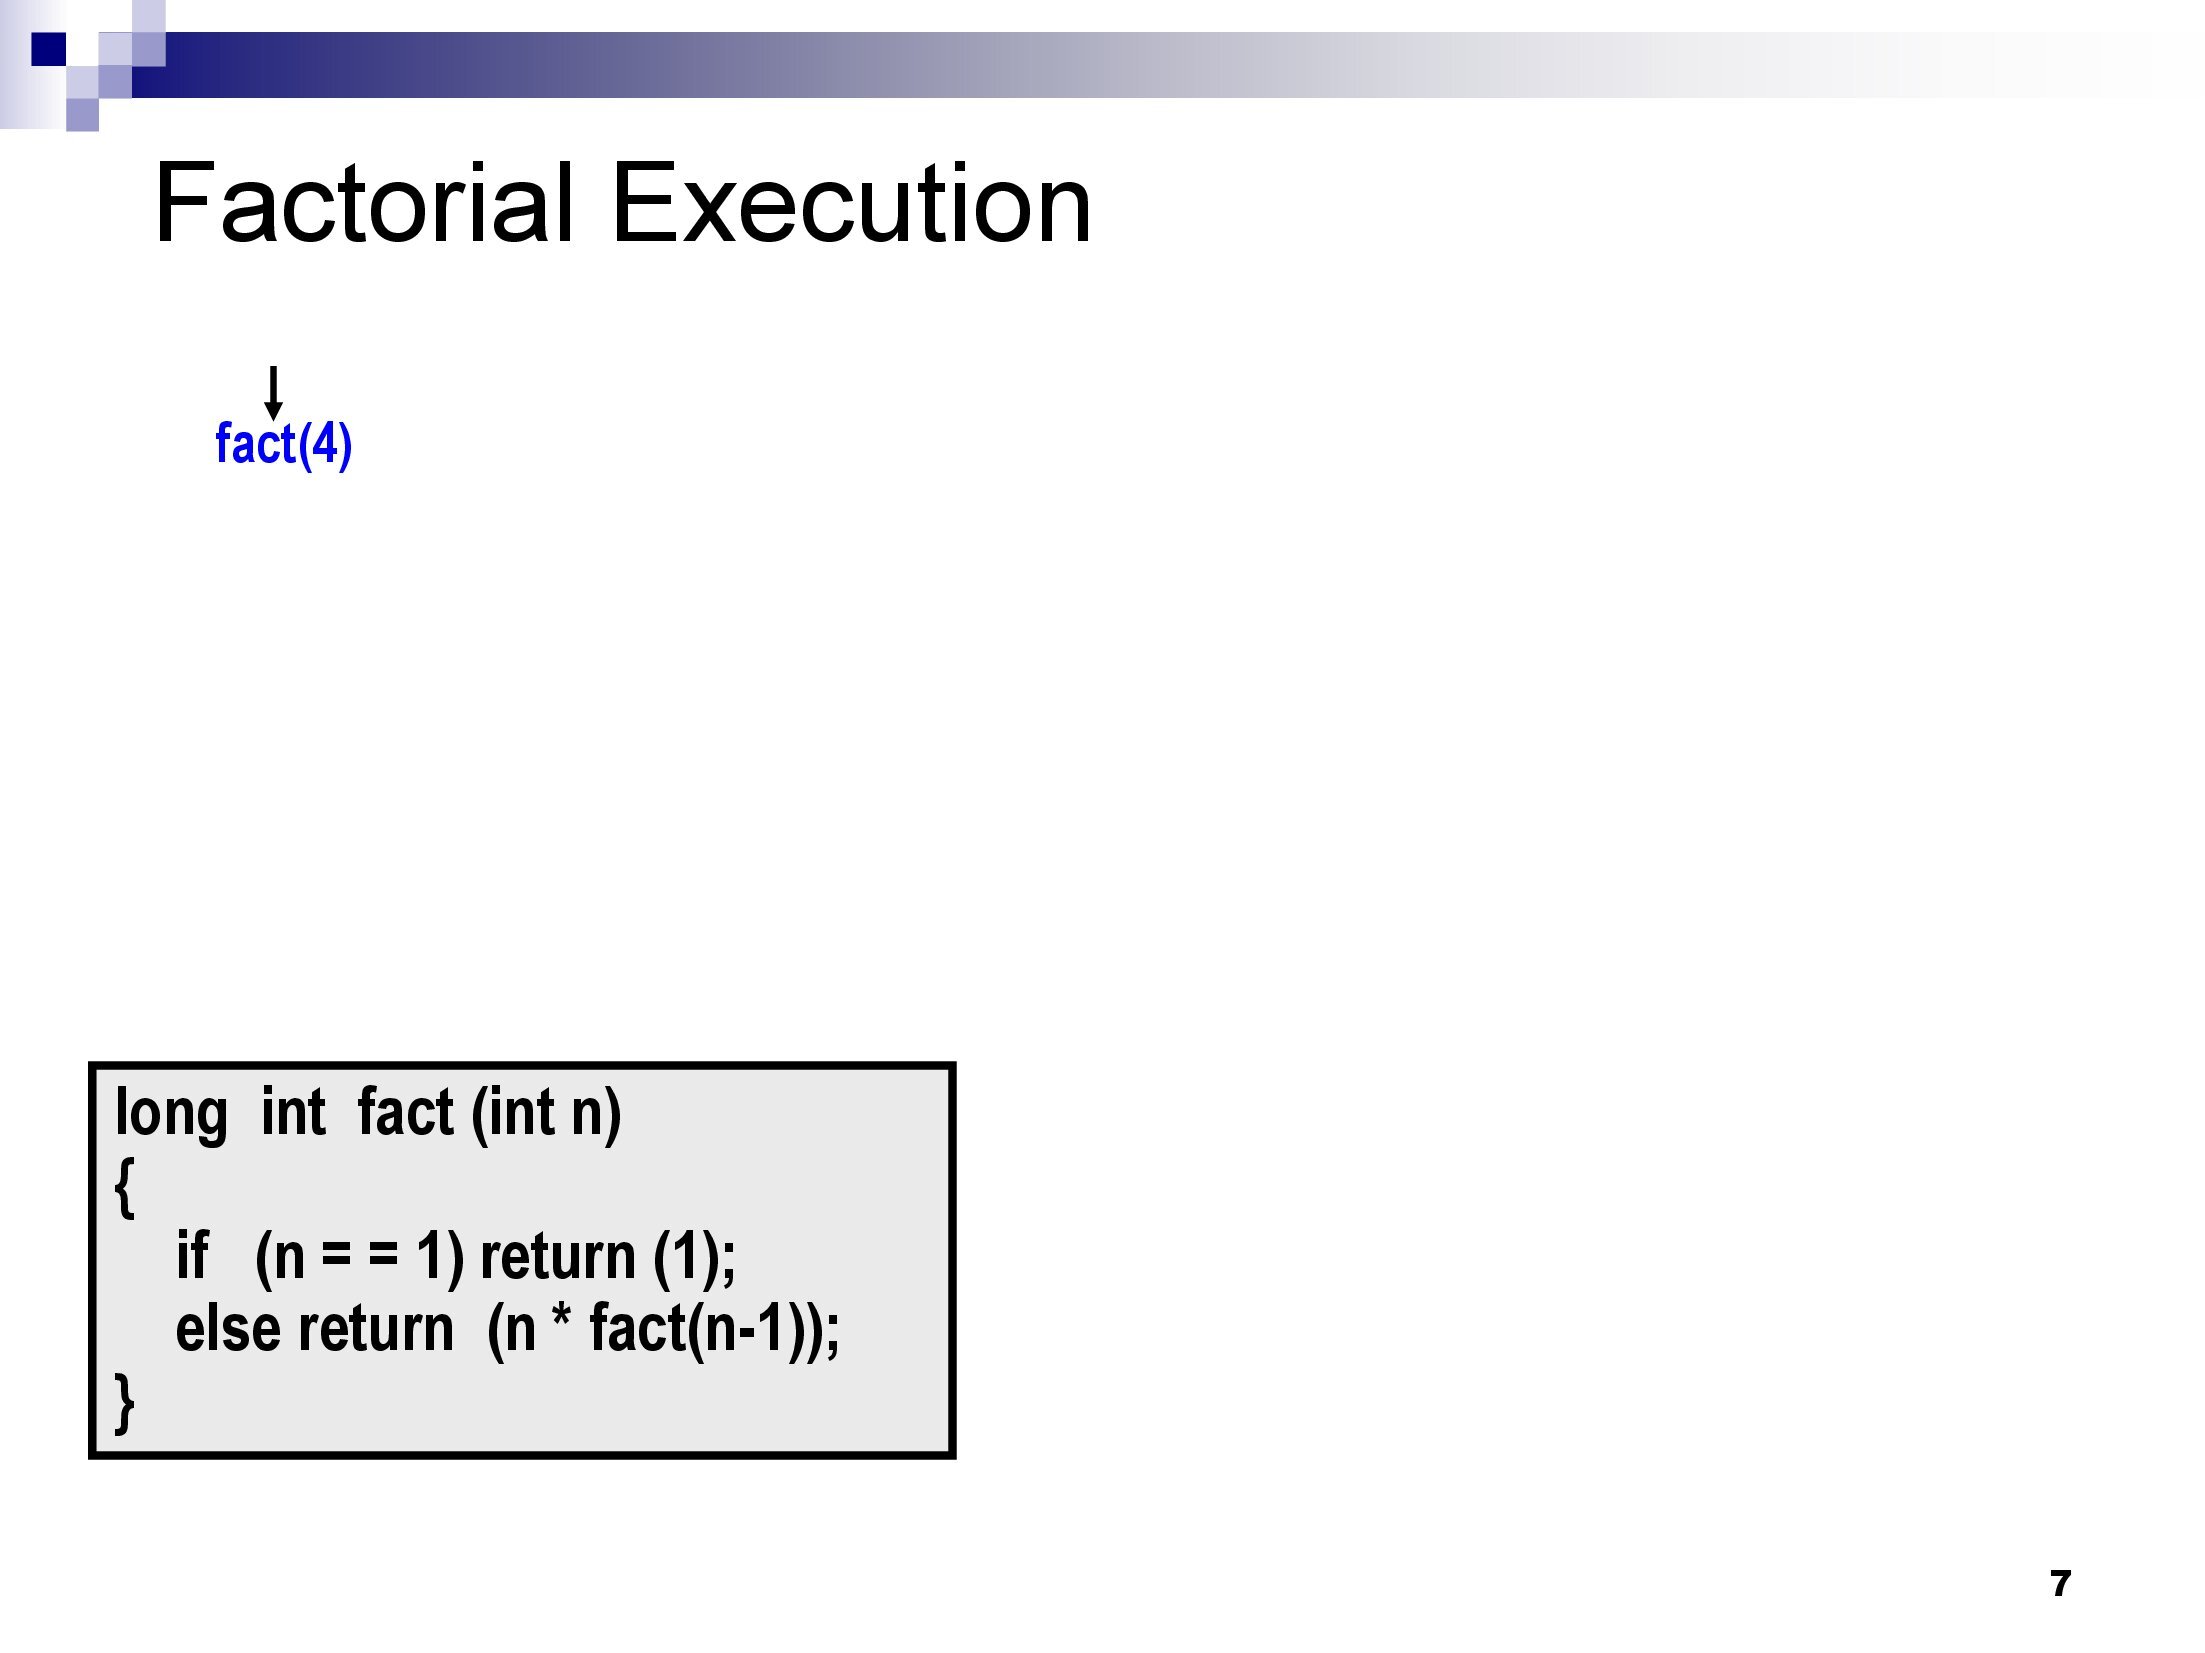 Factorial Execution
fact(4)
long  int  fact (int n)
{
    if   (n = = 1) return (1);
    else return  (n * fact(n-1));
}
7